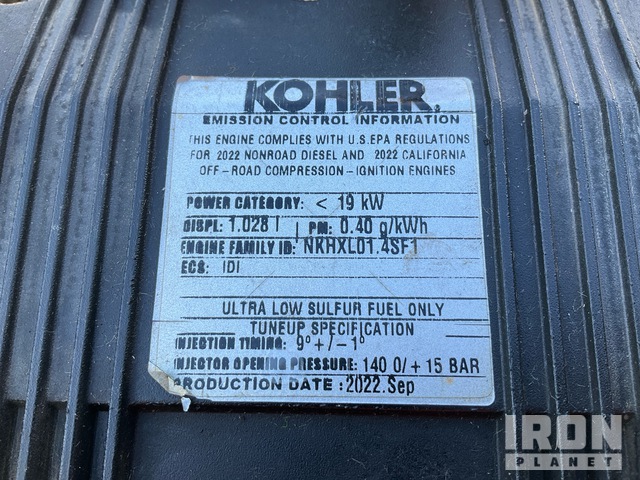 KOHLER.
EMISSION CONTROL INFORMATION
THIS ENGINE COMPLIES WITH U.S.EPA REGULATIONS
FOR 2022 NONROAD DIESEL AND 2022 CALIFORNIA
OFF-ROAD COMPRESSION-IGNITION ENGINES
POWER CATEGORY: < 19 kW
DISPL: 1.028 l PM: 0.40 g/kWh
ENGINE FAMILY ID: NKHXL01.4SF1
ECS: IDI
ULTRA LOW SULFUR FUEL ONLY
TUNEUP SPECIFICATION
INJECTION TIMING: 9°+/-1°
INJECTOR OPENING PRESSURE: 140 0/+15 BAR
PRODUCTION DATE:2022.Sep
IRON
PLANET